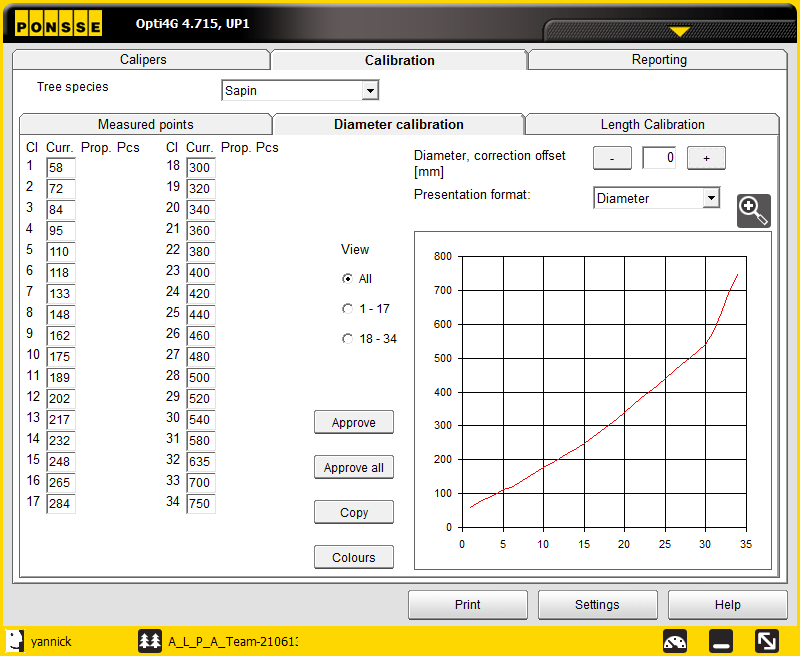 PONSSE
Opti4G 4.715, UP1
Calipers Calibration Reporting
Tree species
Sapin
Measured points Diameter calibration Length Calibration
Cl Curr. Prop. Pcs Cl Curr. Prop. Pcs
1 58 18 300
2 72 19 320
3 84 20 340
4 95 21 360
5 110 22 380
6 118 23 400
7 133 24 420
8 148 25 440
9 162 26 460
10 175 27 480
11 189 28 500
12 202 29 520
13 217 30 540
14 232 31 580
15 248 32 635
16 265 33 700
17 284 34 750
View
All
1 - 17
18 - 34
Approve
Approve all
Copy
Colours
Diameter, correction offset
[mm]
- 0 +
Presentation format:
Diameter
800
700
600
500
400
300
200
100
0
0 5 10 15 20 25 30 35
Print Settings Help
yannick
A_L_P_A_Team-210613